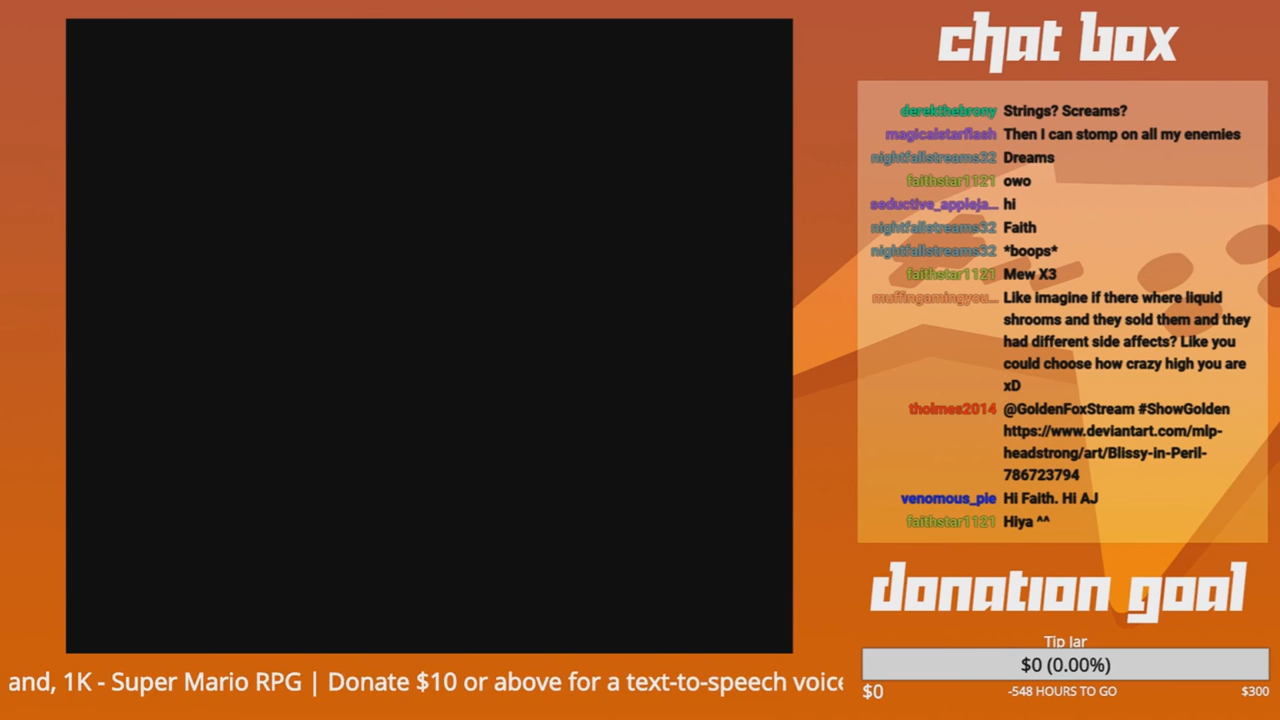 chat box
derekthebrony Strings? Screams?
magicalstarflash Then I can stomp on all my enemies
nightfallstreams32 Dreams
faithstar1121 owo
seductive_appleja... hi
nightfallstreams32 Faith
nightfallstreams32 *boops*
faithstar1121 Mew X3
muffingamingyou... Like imagine if there where liquid
shrooms and they sold them and they
had different side affects? Like you
could choose how crazy high you are
xD
tholmes2014 @GoldenFoxStream #ShowGolden
https://www.deviantart.com/mlp-
headstrong/art/Blissy-in-Peril-
786723794
venomous_pie Hi Faith. Hi AJ
faithstar1121 Hiya ^^
donation goal
Tip Jar
$0 (0.00%)
$0 -548 HOURS TO GO $300
and, 1K - Super Mario RPG | Donate $10 or above for a text-to-speech voice